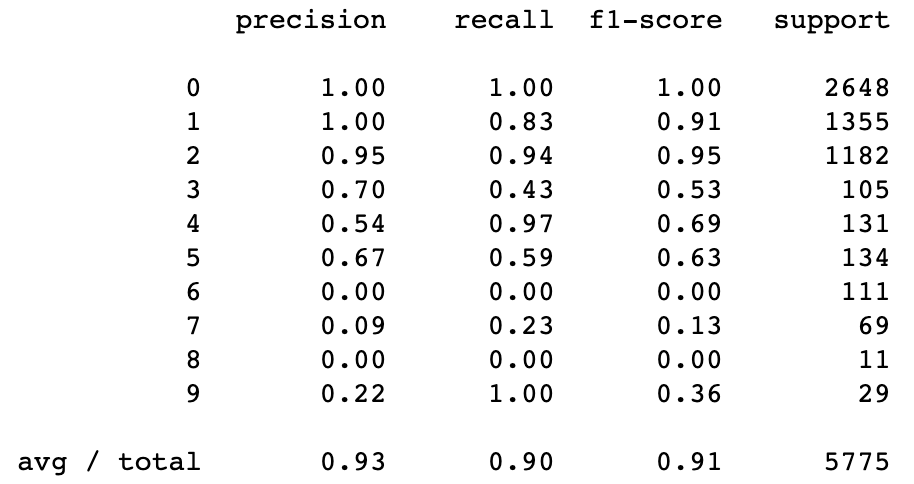 precision recall f1-score support
0 1.00 1.00 1.00 2648
1 1.00 0.83 0.91 1355
2 0.95 0.94 0.95 1182
3 0.70 0.43 0.53 105
4 0.54 0.97 0.69 131
5 0.67 0.59 0.63 134
6 0.00 0.00 0.00 111
7 0.09 0.23 0.13 69
8 0.00 0.00 0.00 11
9 0.22 1.00 0.36 29
avg / total 0.93 0.90 0.91 5775